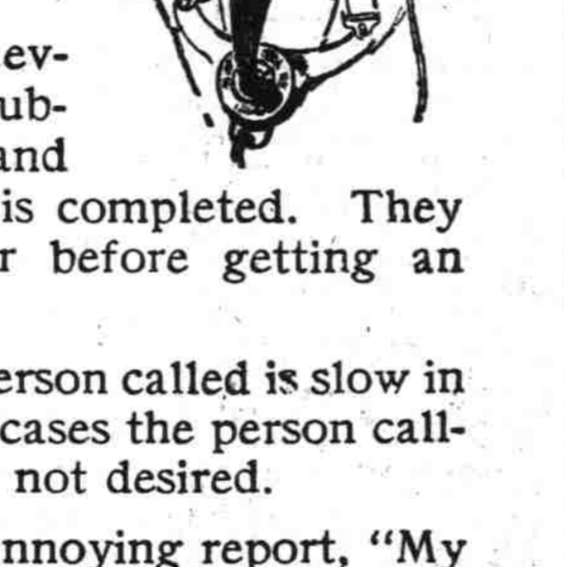 ev-
ub-
and
is completed. They
r before getting an
erson called is slow in
cases the person call-
not desired.
nnoying report, “My